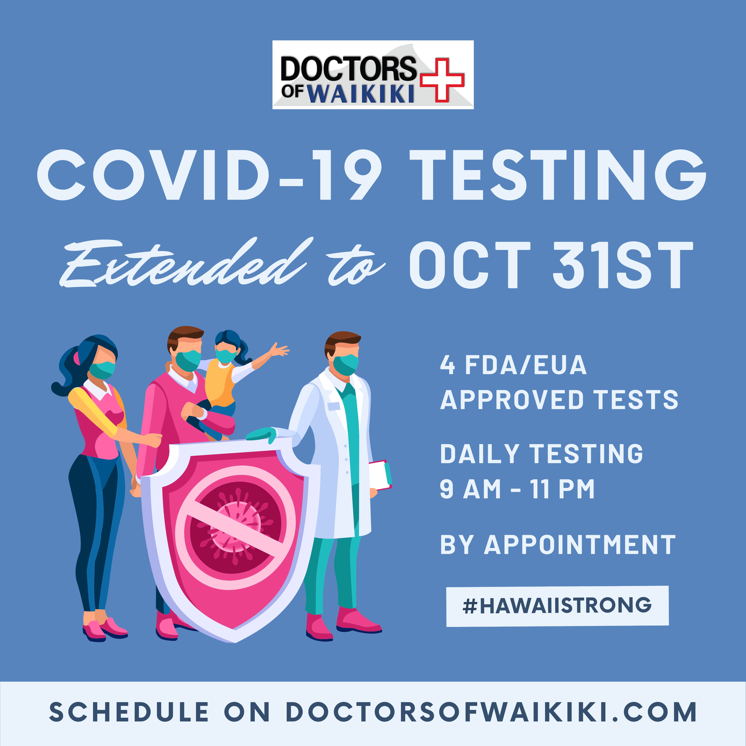 DOCTORS
OF WAIKIKI
COVID-19 TESTING
Extended to OCT 31ST
4 FDA/EUA
APPROVED TESTS
DAILY TESTING
9 AM - 11 PM
BY APPOINTMENT
#HAWAIISTRONG
SCHEDULE ON DOCTORSOFWAIKIKI.COM